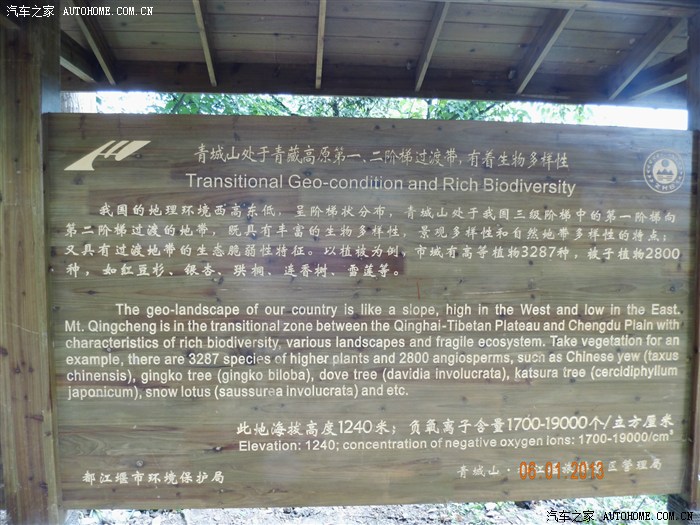 汽车之家 AUTOHOME.COM.CN
青城山处于青藏高原第一、二阶梯过渡带，有着生物多样性
Transitional Geo-condition and Rich Biodiversity
我国的地理环境西高东低，呈阶梯状分布，青城山处于我国三级阶梯中的第一阶梯向
第二阶梯过渡的地带，既具有丰富的生物多样性，景观多样性和自然地带多样性的特点；
又具有过渡地带的生态脆弱性特征。以植被为例，市域有高等植物3287种，被子植物2800
种，如红豆杉、银杏、珙桐、连香树、雪莲等。
The geo-landscape of our country is like a slope, high in the West and low in the East.
Mt. Qingcheng is in the transitional zone between the Qinghai-Tibetan Plateau and Chengdu Plain with
characteristics of rich biodiversity, various landscapes and fragile ecosystem. Take vegetation for an
example, there are 3287 species of higher plants and 2800 angiosperms, such as Chinese yew (taxus
chinensis), gingko tree (gingko biloba), dove tree (davidia involucrata), katsura tree (cercidiphyllum
japonicum), snow lotus (saussurea involucrata) and etc.
此地海拔高度1240米；负氧离子含量1700-19000个/立方厘米
Elevation: 1240; concentration of negative oxygen ions: 1700-19000/cm³
都江堰市环境保护局
青城山·都江堰 区管理局
06.01.2015
汽车之家 AUTOHOME.COM.CN